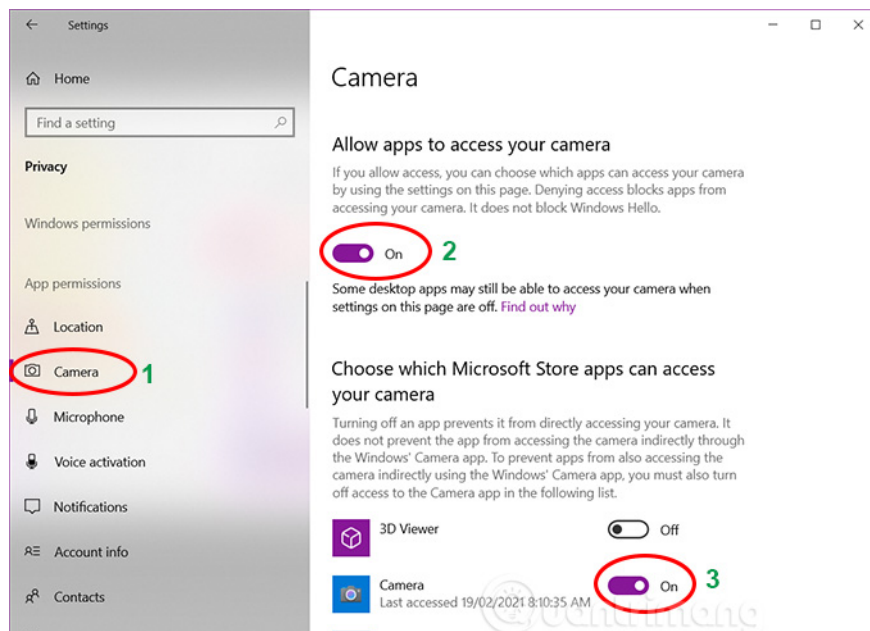 Settings
Home
Find a setting
Privacy
Windows permissions
App permissions
Location
Camera
1
Microphone
Voice activation
Notifications
Account info
Contacts
Camera
Allow apps to access your camera
If you allow access, you can choose which apps can access your camera
by using the settings on this page. Denying access blocks apps from
accessing your camera. It does not block Windows Hello.
On
2
Some desktop apps may still be able to access your camera when
settings on this page are off. Find out why
Choose which Microsoft Store apps can access
your camera
Turning off an app prevents it from directly accessing your camera. It
does not prevent the app from accessing the camera indirectly through
the Windows' Camera app. To prevent apps from also accessing the
camera indirectly using the Windows' Camera app, you must also turn
off access to the Camera app in the following list.
3D Viewer
Off
Camera
On
3
Last accessed 19/02/2021 8:10:35 AM
Quantrimang